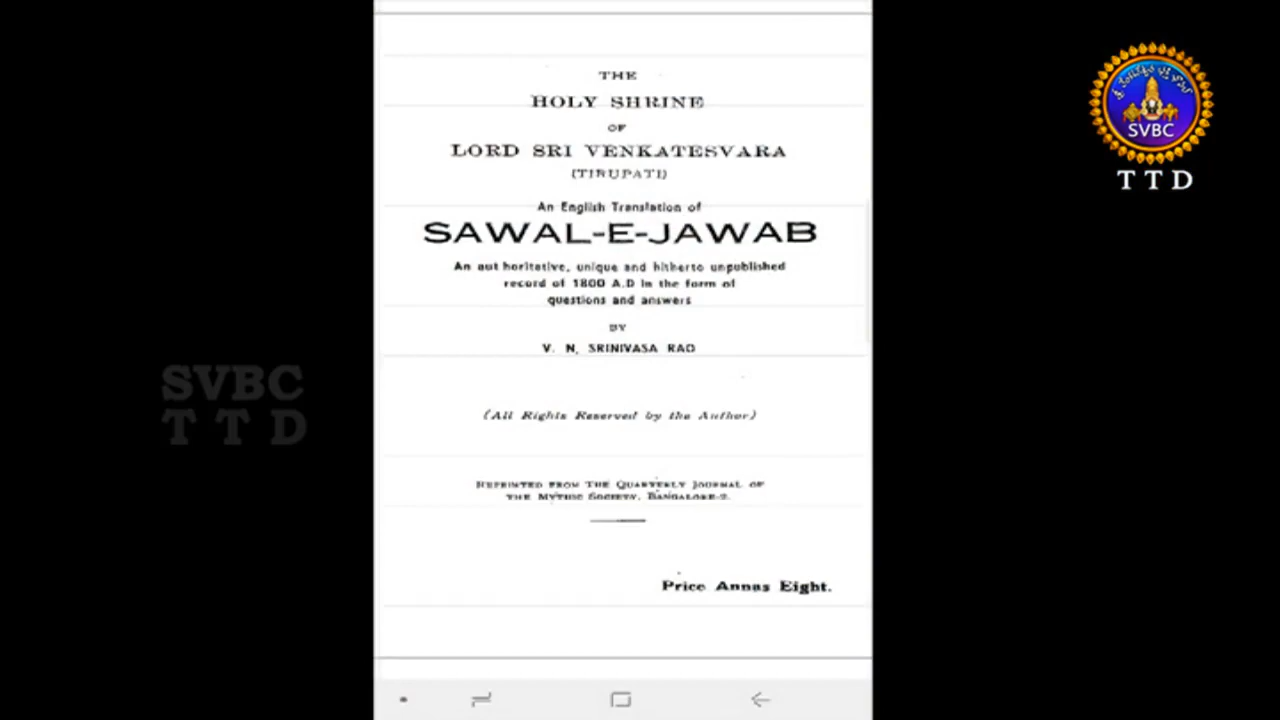 THE
HOLY SHRINE
OF
LORD SRI VENKATESVARA
(TIRUPATI)
An English Translation of
SAWAL-E-JAWAB
An aut horitative, unique and hitherto unpublished
record of 1800 A.D in the form of
questions and answers
BY
V. N, SRINIVASA RAO
(All Rights Reserved by the Author)
REPRINTED FROM THE QUARTERLY JOURNAL OF
THE MYTHIC SOCIETY, BANGALORE-2.
Price Annas Eight.
SVBC
T T D
SVBC
T T D